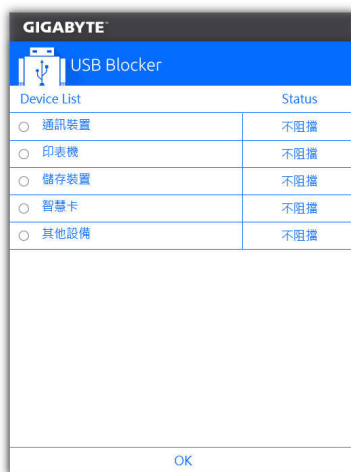 GIGABYTE™
USB Blocker
Device List Status
通訊裝置 不阻擋
印表機 不阻擋
儲存裝置 不阻擋
智慧卡 不阻擋
其他設備 不阻擋
OK